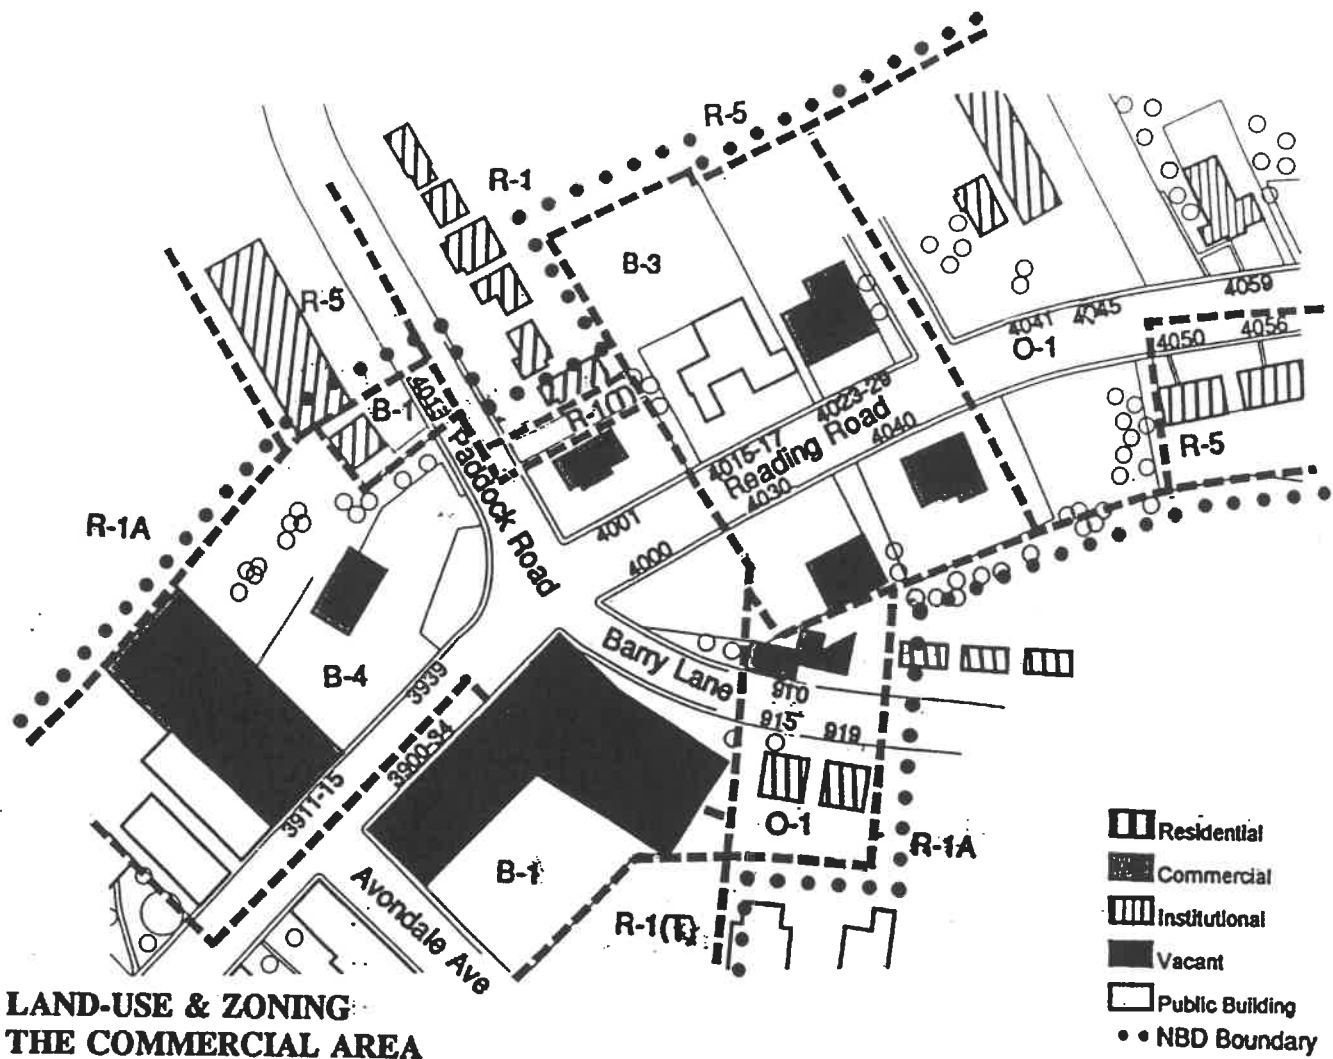 R-5
R-1
B-3
R-5
4059
4041
4045
O-1
4050
4056
B-1
4013
R-1(T)
4023-29
4015-17
Reading Road
4040
4030
R-5
Paddock Road
R-1A
4001
4000
B-4
3939
Barry Lane
910
915
919
3900-34
3911-15
O-1
R-1A
B-1
Avondale Ave
R-1(T)
Residential
Commercial
Institutional
Vacant
Public Building
NBD Boundary
LAND-USE & ZONING
THE COMMERCIAL AREA